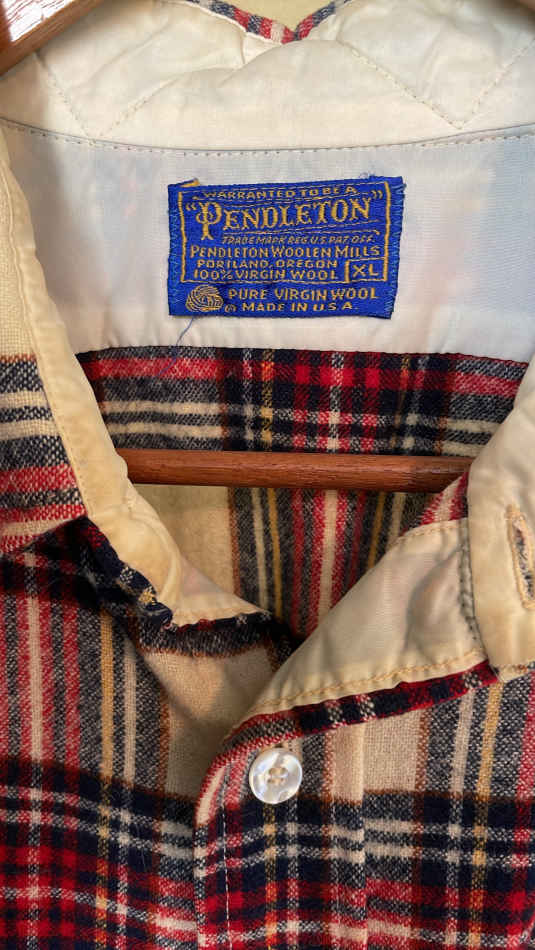 WARRANTED TO BE A
"PENDLETON"
TRADE MARK REG. U.S. PAT. OFF.
PENDLETON WOOLEN MILLS
PORTLAND, OREGON
100% VIRGIN WOOL XL
PURE VIRGIN WOOL
® MADE IN U.S.A.